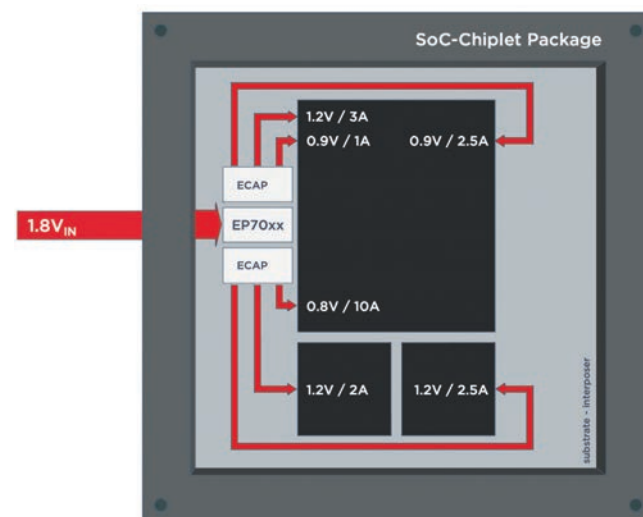 SoC-Chiplet Package
1.2V / 3A
0.9V / 1A
0.9V / 2.5A
ECAP
1.8V_IN
EP70xx
ECAP
0.8V / 10A
1.2V / 2A
1.2V / 2.5A
substrate - interposer